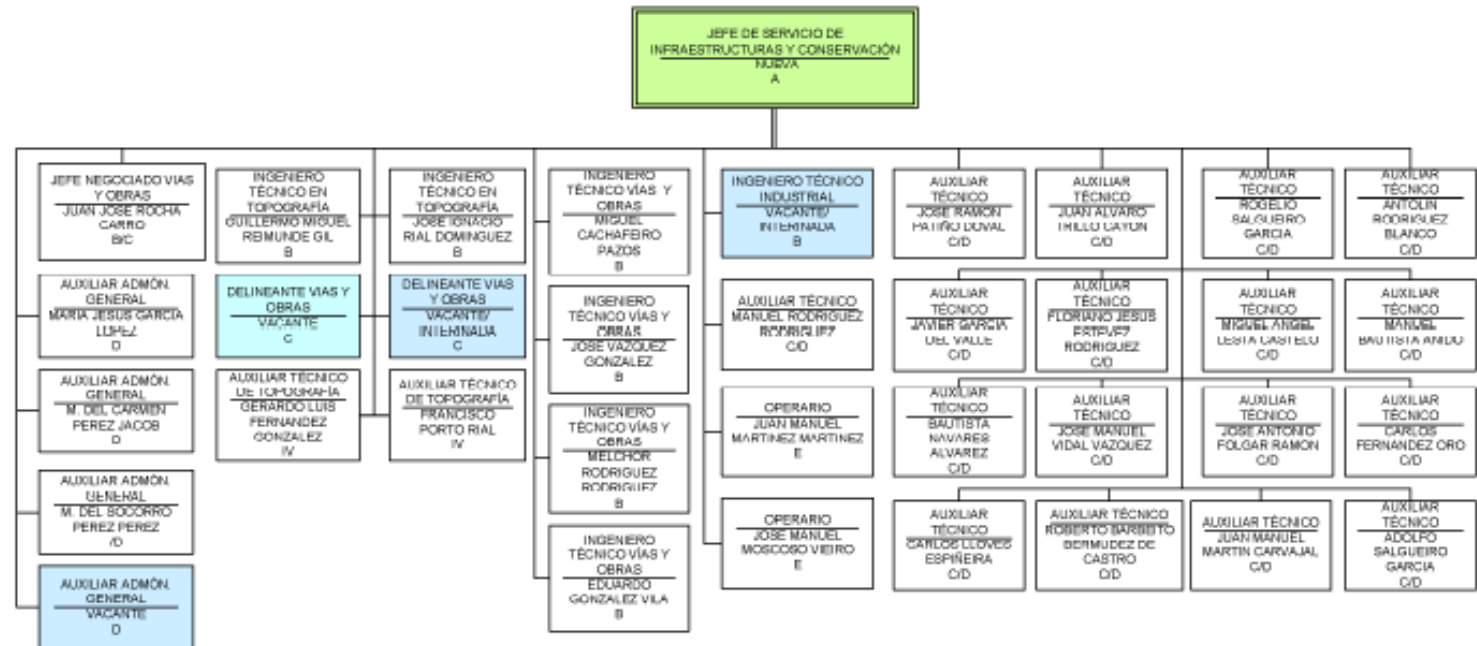 JEFE DE SERVICIO DE
INFRAESTRUCTURAS Y CONSERVACIÓN
NUEVA
A
JEFE NEGOCIADO VIAS
Y OBRAS
JUAN JOSE ROCHA
CARRO
B/C
AUXILIAR ADMÓN.
GENERAL
MARIA JESUS GARCIA
LOPEZ
D
AUXILIAR ADMÓN.
GENERAL
M. DEL CARMEN
PEREZ JACOB
D
AUXILIAR ADMÓN.
GENERAL
M. DEL SOCORRO
PEREZ PEREZ
/D
AUXILIAR ADMÓN.
GENERAL
VACANTE
D
INGENIERO
TÉCNICO EN
TOPOGRAFÍA
GUILLERMO MIGUEL
REIMUNDE GIL
B
DELINEANTE VIAS Y
OBRAS
VACANTE
C
AUXILIAR TÉCNICO
DE TOPOGRAFÍA
GERARDO LUIS
FERNANDEZ
GONZALEZ
IV
INGENIERO
TÉCNICO EN
TOPOGRAFÍA
JOSE IGNACIO
RIAL DOMINGUEZ
B
DELINEANTE VIAS
Y OBRAS
VACANTE/
INTERINADA
C
AUXILIAR TÉCNICO
DE TOPOGRAFÍA
FRANCISCO
PORTO RIAL
IV
INGENIERO
TÉCNICO VÍAS Y
OBRAS
MIGUEL
CACHAFEIRO
PAZOS
B
INGENIERO
TÉCNICO VÍAS Y
OBRAS
JOSE VAZQUEZ
GONZALEZ
B
INGENIERO
TÉCNICO VÍAS Y
OBRAS
MELCHOR
RODRIGUEZ
RODRIGUEZ
B
INGENIERO
TÉCNICO VÍAS Y
OBRAS
EDUARDO
GONZALEZ VILA
B
INGENIERO TÉCNICO
INDUSTRIAL
VACANTE/
INTERINADA
B
AUXILIAR TÉCNICO
MANUEL RODRIGUEZ
RODRIGUEZ
C/D
OPERARIO
JUAN MANUEL
MARTINEZ MARTINEZ
E
OPERARIO
JOSE MANUEL
MOSCOSO VIEIRO
E
AUXILIAR
TÉCNICO
JOSE RAMON
PATIÑO DOVAL
C/D
AUXILIAR
TÉCNICO
JUAN ALVARO
TRILLO CAYON
C/D
AUXILIAR
TÉCNICO
ROGELIO
SALGUEIRO
GARCIA
C/D
AUXILIAR
TÉCNICO
ANTOLIN
RODRIGUEZ
BLANCO
C/D
AUXILIAR
TÉCNICO
JAVIER GARCIA
DEL VALLE
C/D
AUXILIAR
TÉCNICO
FLORIANO JESUS
ESTEVEZ
RODRIGUEZ
C/D
AUXILIAR
TÉCNICO
MIGUEL ANGEL
LESTA CASTELO
C/D
AUXILIAR
TÉCNICO
MANUEL
BAUTISTA ANIDO
C/D
AUXILIAR
TÉCNICO
BAUTISTA
NAVARES
ALVAREZ
C/D
AUXILIAR
TÉCNICO
JOSE MANUEL
VIDAL VAZQUEZ
C/D
AUXILIAR
TÉCNICO
JOSE ANTONIO
FOLGAR RAMON
C/D
AUXILIAR
TÉCNICO
CARLOS
FERNANDEZ ORO
C/D
AUXILIAR
TÉCNICO
CARLOS LLOVES
ESPIÑEIRA
C/D
AUXILIAR TÉCNICO
ROBERTO BARBEITO
BERMUDEZ DE
CASTRO
C/D
AUXILIAR TÉCNICO
JUAN MANUEL
MARTIN CARVAJAL
C/D
AUXILIAR
TÉCNICO
ADOLFO
SALGUEIRO
GARCIA
C/D